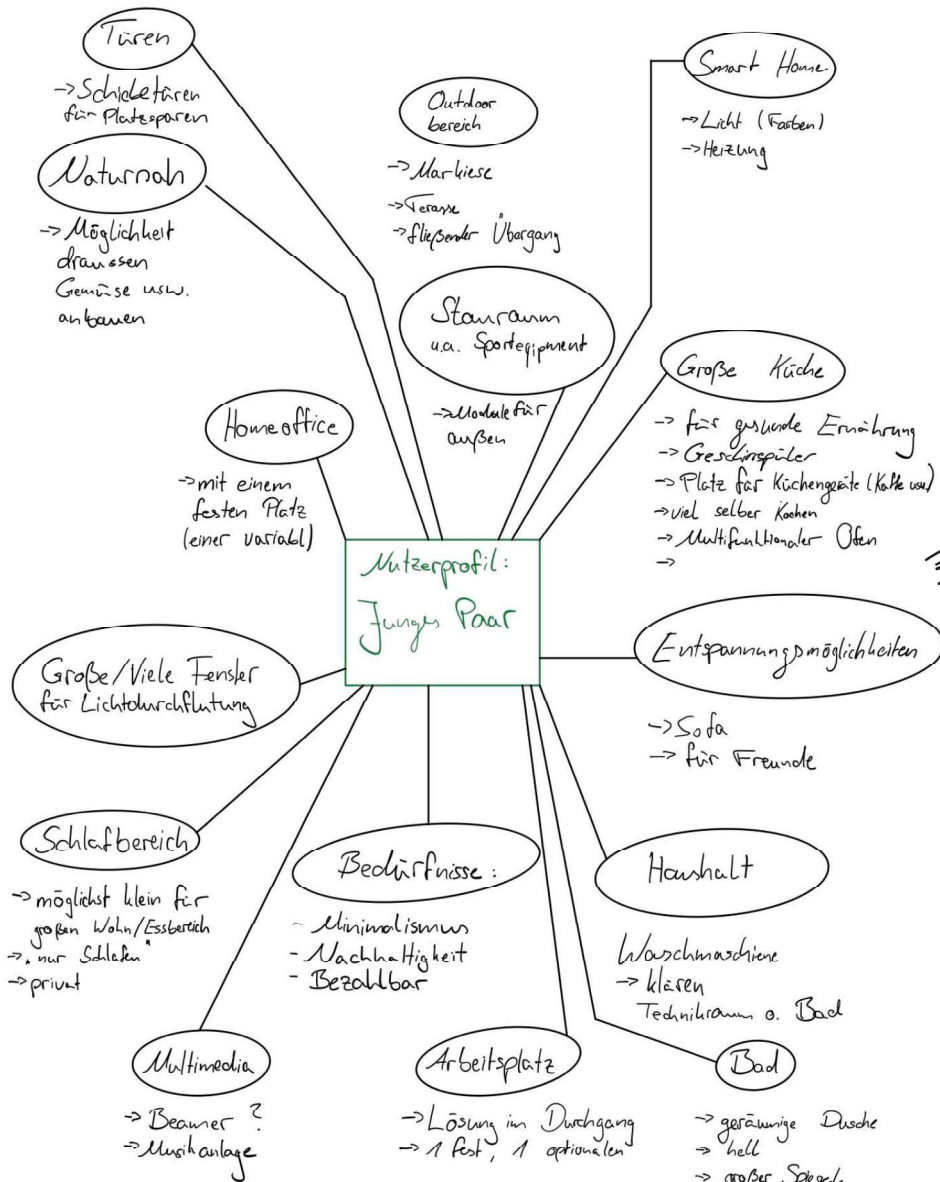 Türen
-> Schiebetüren
für Platzsparen
Naturnah
-> Möglichkeit
draussen
Gemüse usw.
anbauen
Outdoor
bereich
-> Markiese
-> Terasse
-> fließender Übergang
Smart Home
-> Licht (Farben)
-> Heizung
Stauraum
u.a. Sporteqipment
-> Module für
außen
Große Küche
-> für gesunde Ernährung
-> Geschirrspüler
-> Platz für Küchengeräte (Kaffe usw)
-> viel selber Kochen
-> Multifunktionaler Ofen
->
Homeoffice
-> mit einem
festen Platz
(einer variabl)
Nutzerprofil:
Junges Paar
Große/Viele Fenster
für Lichtdurchflutung
Entspannungsmöglichkeiten
-> Sofa
-> für Freunde
Schlafbereich
-> möglichst klein für
großen Wohn/Essbereich
-> „nur Schlafen"
-> privat
Bedürfnisse:
- Minimalismus
- Nachhaltigkeit
- Bezahlbar
Haushalt
Waschmaschiene
-> klären
Technikraum o. Bad
Multimedia
-> Beamer ?
-> Musikanlage
Arbeitsplatz
-> Lösung im Durchgang
-> 1 fest, 1 optionalen
Bad
-> geräumige Dusche
-> hell
-> großer Spiegel